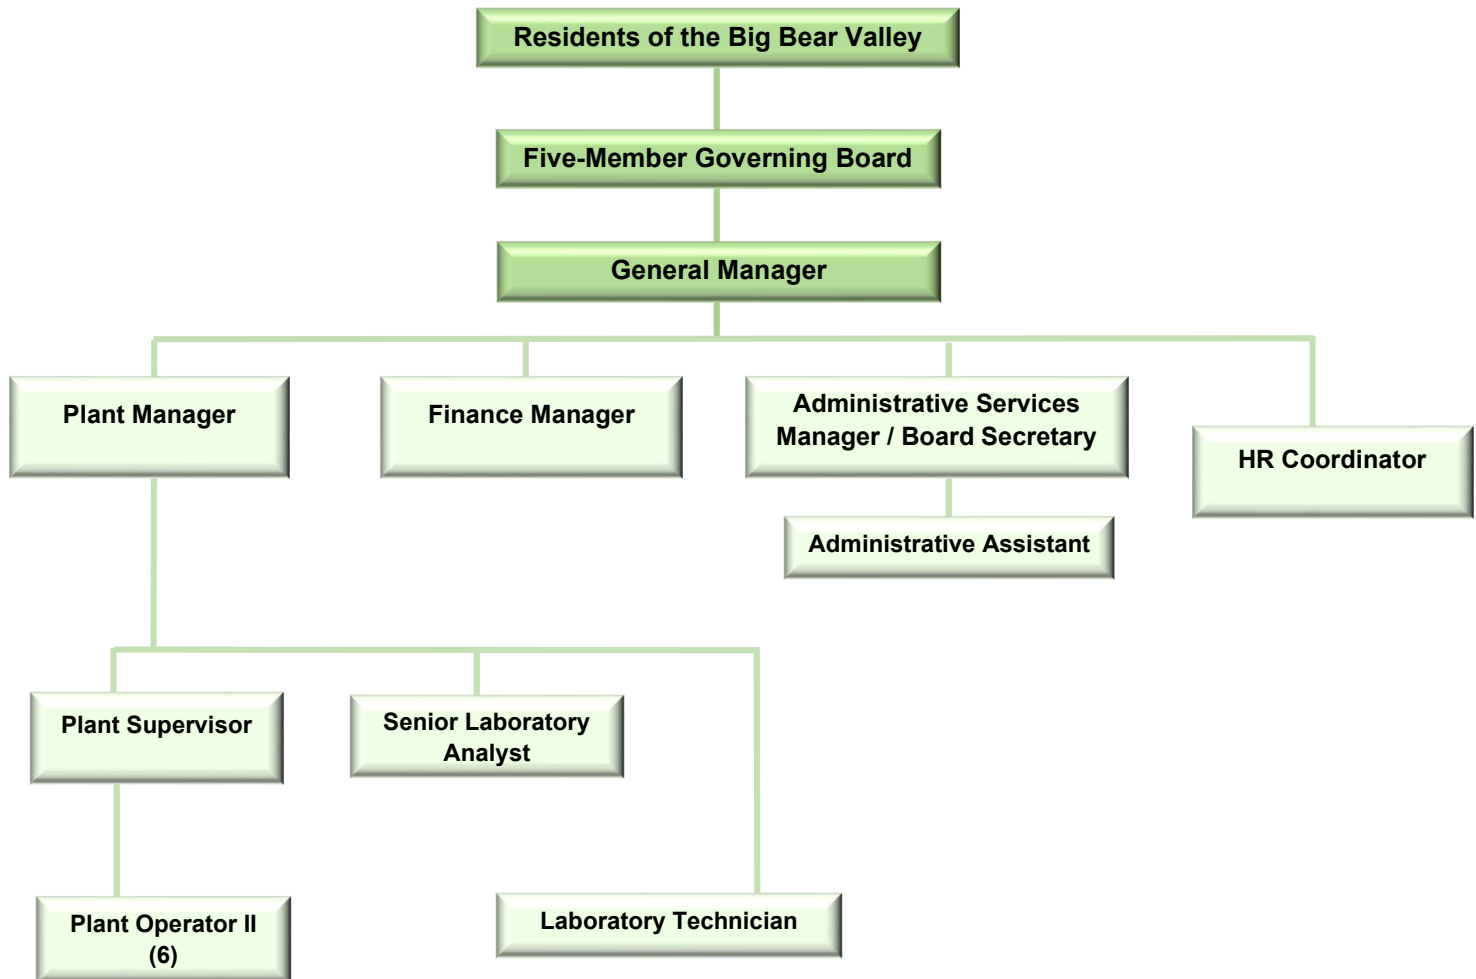 Residents of the Big Bear Valley
Five-Member Governing Board
General Manager
Plant Manager
Finance Manager
Administrative Services
Manager / Board Secretary
HR Coordinator
Administrative Assistant
Plant Supervisor
Senior Laboratory
Analyst
Plant Operator II
(6)
Laboratory Technician